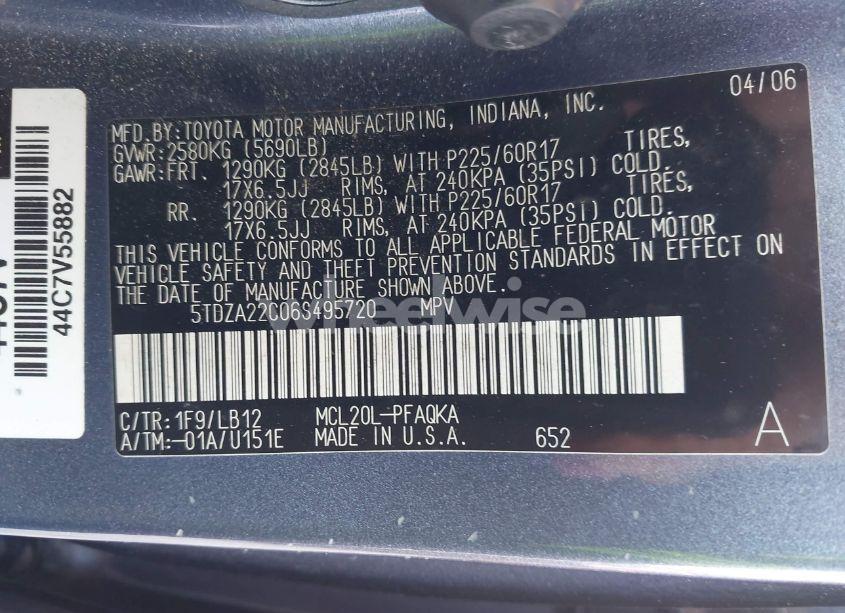 04/06
MFD.BY:TOYOTA MOTOR MANUFACTURING, INDIANA, INC.
GVWR:2580KG (5690LB)
GAWR:FRT. 1290KG (2845LB) WITH P225/60R17 TIRES,
17X6.5JJ RIMS, AT 240KPA (35PSI) COLD.
RR. 1290KG (2845LB) WITH P225/60R17 TIRES,
17X6.5JJ RIMS, AT 240KPA (35PSI) COLD.
THIS VEHICLE CONFORMS TO ALL APPLICABLE FEDERAL MOTOR
VEHICLE SAFETY AND THEFT PREVENTION STANDARDS IN EFFECT ON
THE DATE OF MANUFACTURE SHOWN ABOVE.
5TDZA22C06S495720 MPV
wheelwise
C/TR:1F9/LB12 MCL20L-PFAQKA
A/TM:-01A/U151E MADE IN U.S.A. 652 A
44C7V55882